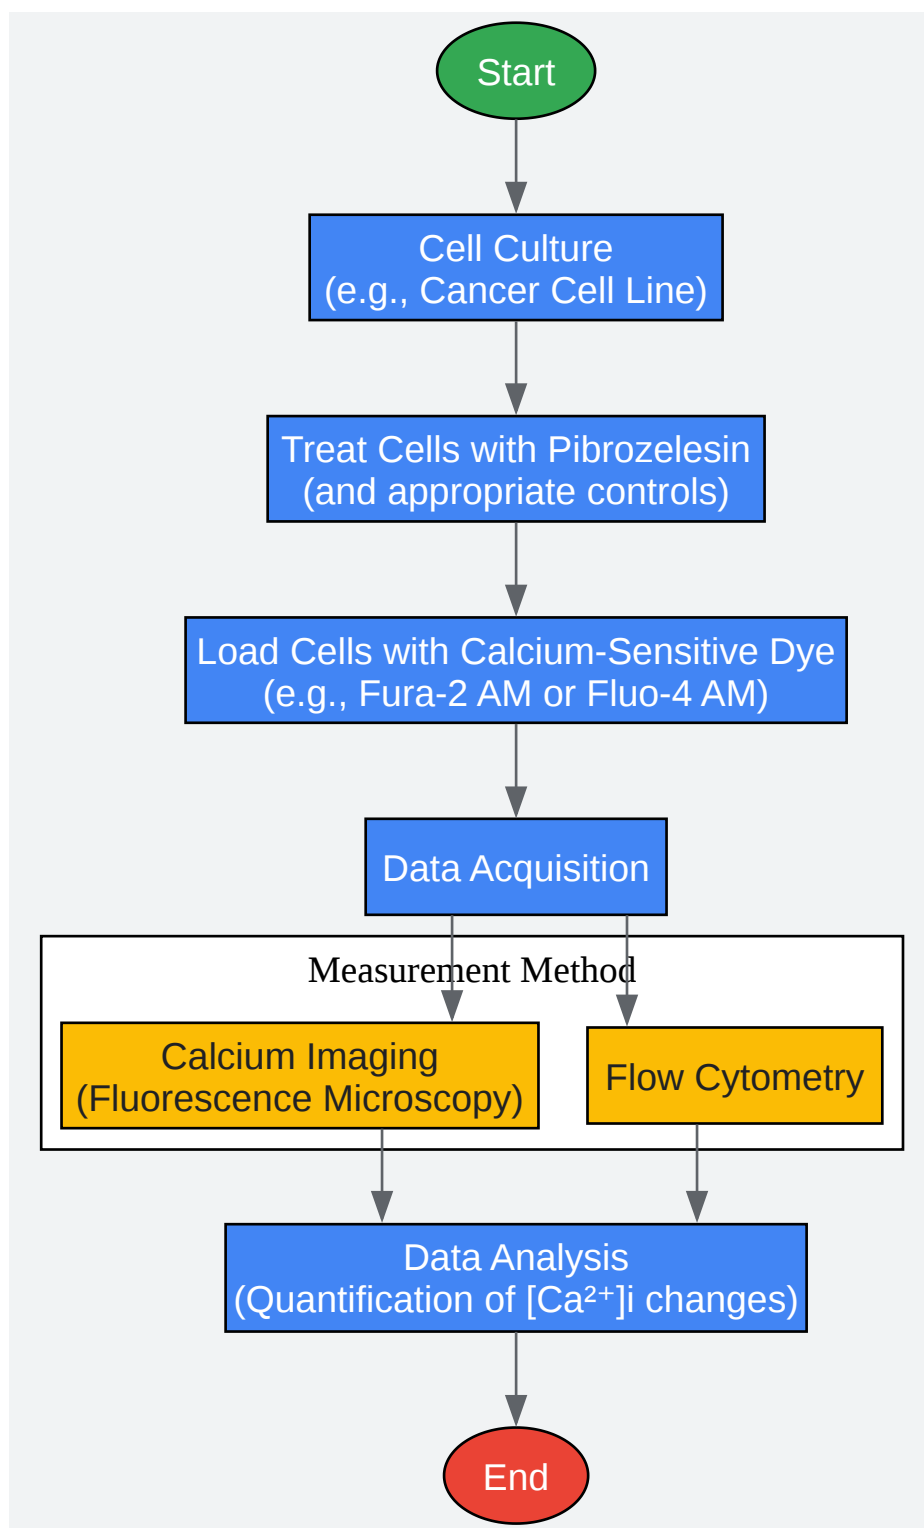 Start
Cell Culture
(e.g., Cancer Cell Line)
Treat Cells with Pibrozelesin
(and appropriate controls)
Load Cells with Calcium-Sensitive Dye
(e.g., Fura-2 AM or Fluo-4 AM)
Data Acquisition
Measurement Method
Calcium Imaging
(Fluorescence Microscopy)
Flow Cytometry
Data Analysis
(Quantification of [Ca²⁺]i changes)
End